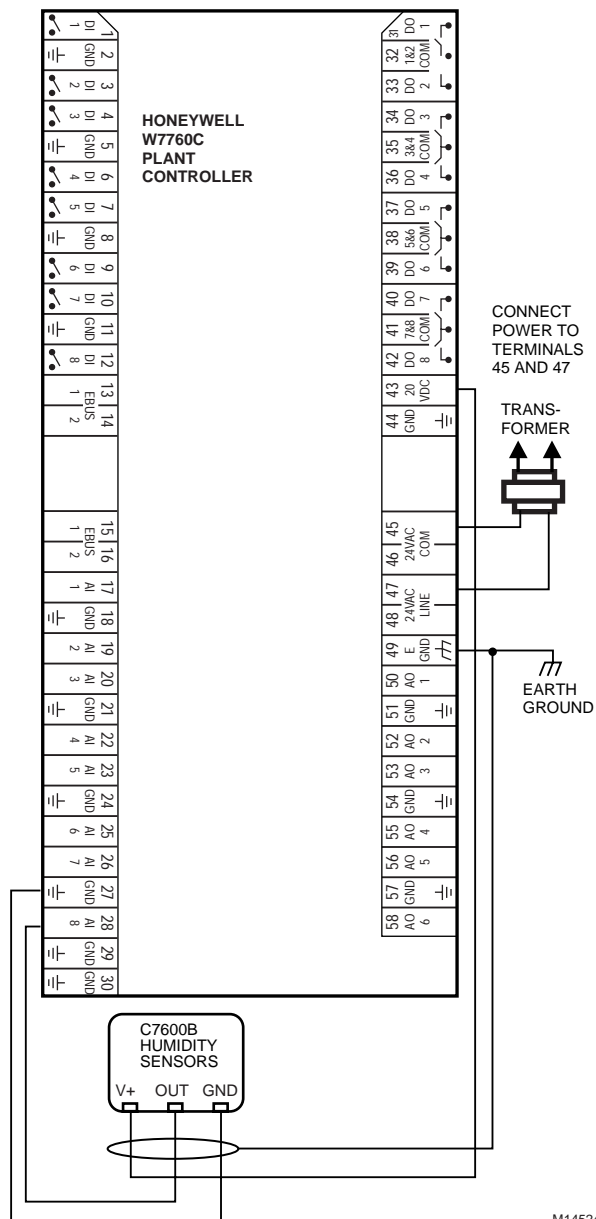 1 DI 1
2 GND
3 DI 2
4 DI 3
5 GND
6 DI 4
7 DI 5
8 GND
9 DI 6
10 DI 7
11 GND
12 DI 8
13 EBUS 1
14 2
15 EBUS 1
16 2
17 AI 1
18 GND
19 AI 2
20 AI 3
21 GND
22 AI 4
23 AI 5
24 GND
25 AI 6
26 AI 7
27 GND
28 AI 8
29 GND
30 GND
HONEYWELL
W7760C
PLANT
CONTROLLER
31 DO 1
32 1&2 COM
33 DO 2
34 DO 3
35 3&4 COM
36 DO 4
37 DO 5
38 5&6 COM
39 DO 6
40 DO 7
41 7&8 COM
42 DO 8
43 20 VDC
44 GND
45 24VAC
46 COM
47 24VAC
48 LINE
49 E GND
50 AO 1
51 GND
52 AO 2
53 AO 3
54 GND
55 AO 4
56 AO 5
57 GND
58 AO 6
CONNECT
POWER TO
TERMINALS
45 AND 47
TRANS-
FORMER
EARTH
GROUND
C7600B
HUMIDITY
SENSORS
V+ OUT GND